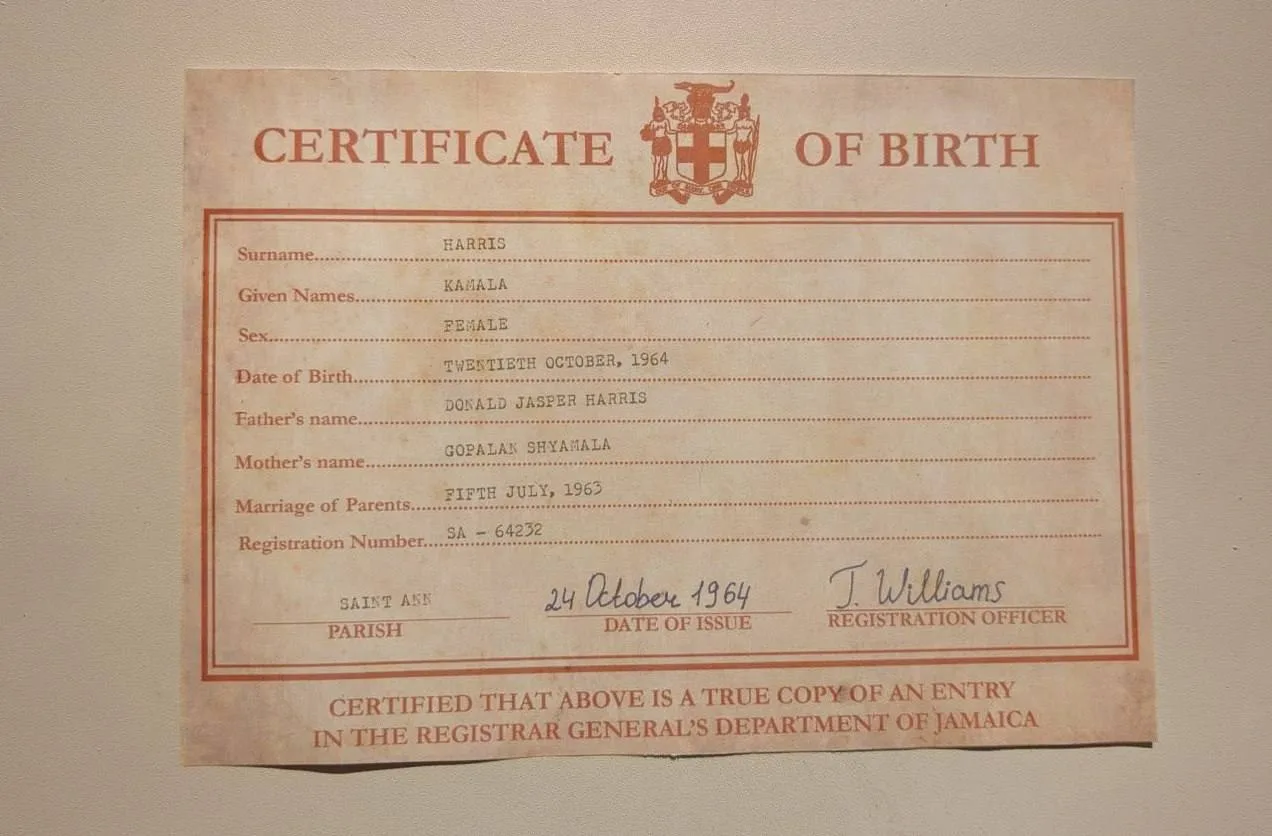 CERTIFICATE OF BIRTH
Surname HARRIS
Given Names KAMALA
Sex FEMALE
Date of Birth TWENTIETH OCTOBER, 1964
Father's name DONALD JASPER HARRIS
Mother's name GOPALAN SHYAMALA
Marriage of Parents FIFTH JULY, 1963
Registration Number SA - 64232
SAINT ANN 24 October 1964 J. Williams
PARISH DATE OF ISSUE REGISTRATION OFFICER
CERTIFIED THAT ABOVE IS A TRUE COPY OF AN ENTRY
IN THE REGISTRAR GENERAL'S DEPARTMENT OF JAMAICA